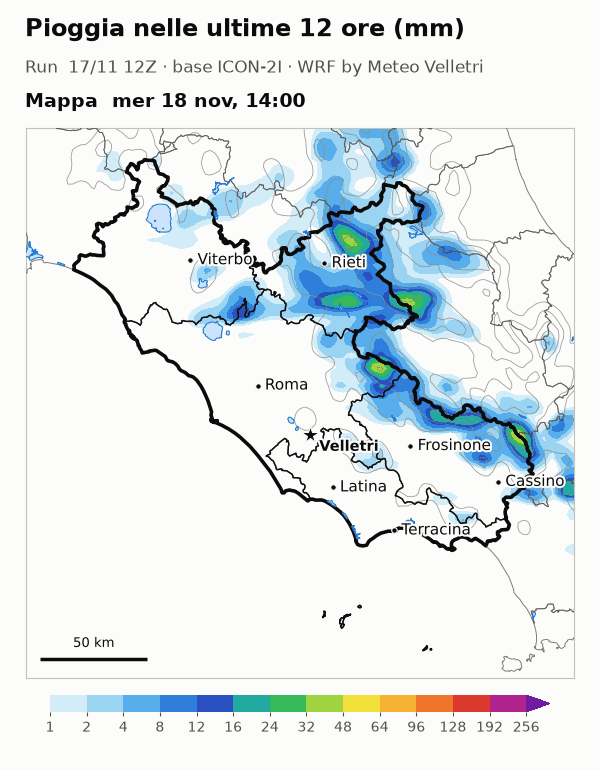 Pioggia nelle ultime 12 ore (mm)
Run  17/11 12Z · base ICON-2I · WRF by Meteo Velletri
Mappa  mer 18 nov, 14:00
Viterbo
Rieti
Roma
Velletri
Frosinone
Latina
Cassino
Terracina
50 km
1 2 4 8 12 16 24 32 48 64 96 128 192 256